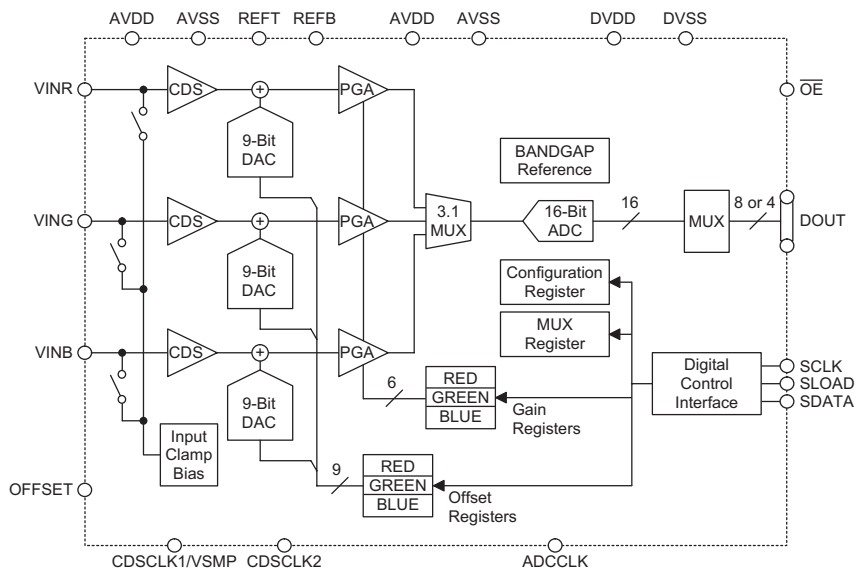 AVDD AVSS REFT REFB AVDD AVSS DVDD DVSS
VINR
CDS
+
PGA
OE
9-Bit
DAC
BANDGAP
Reference
VING
CDS
+
PGA
3.1
MUX
16-Bit
ADC
16
MUX
8 or 4
DOUT
9-Bit
DAC
Configuration
Register
MUX
Register
VINB
CDS
+
PGA
Digital
Control
Interface
SCLK
SLOAD
SDATA
9-Bit
DAC
6
RED
GREEN
BLUE
Gain
Registers
Input
Clamp
Bias
9
RED
GREEN
BLUE
Offset
Registers
OFFSET
CDSCLK1/VSMP CDSCLK2 ADCCLK